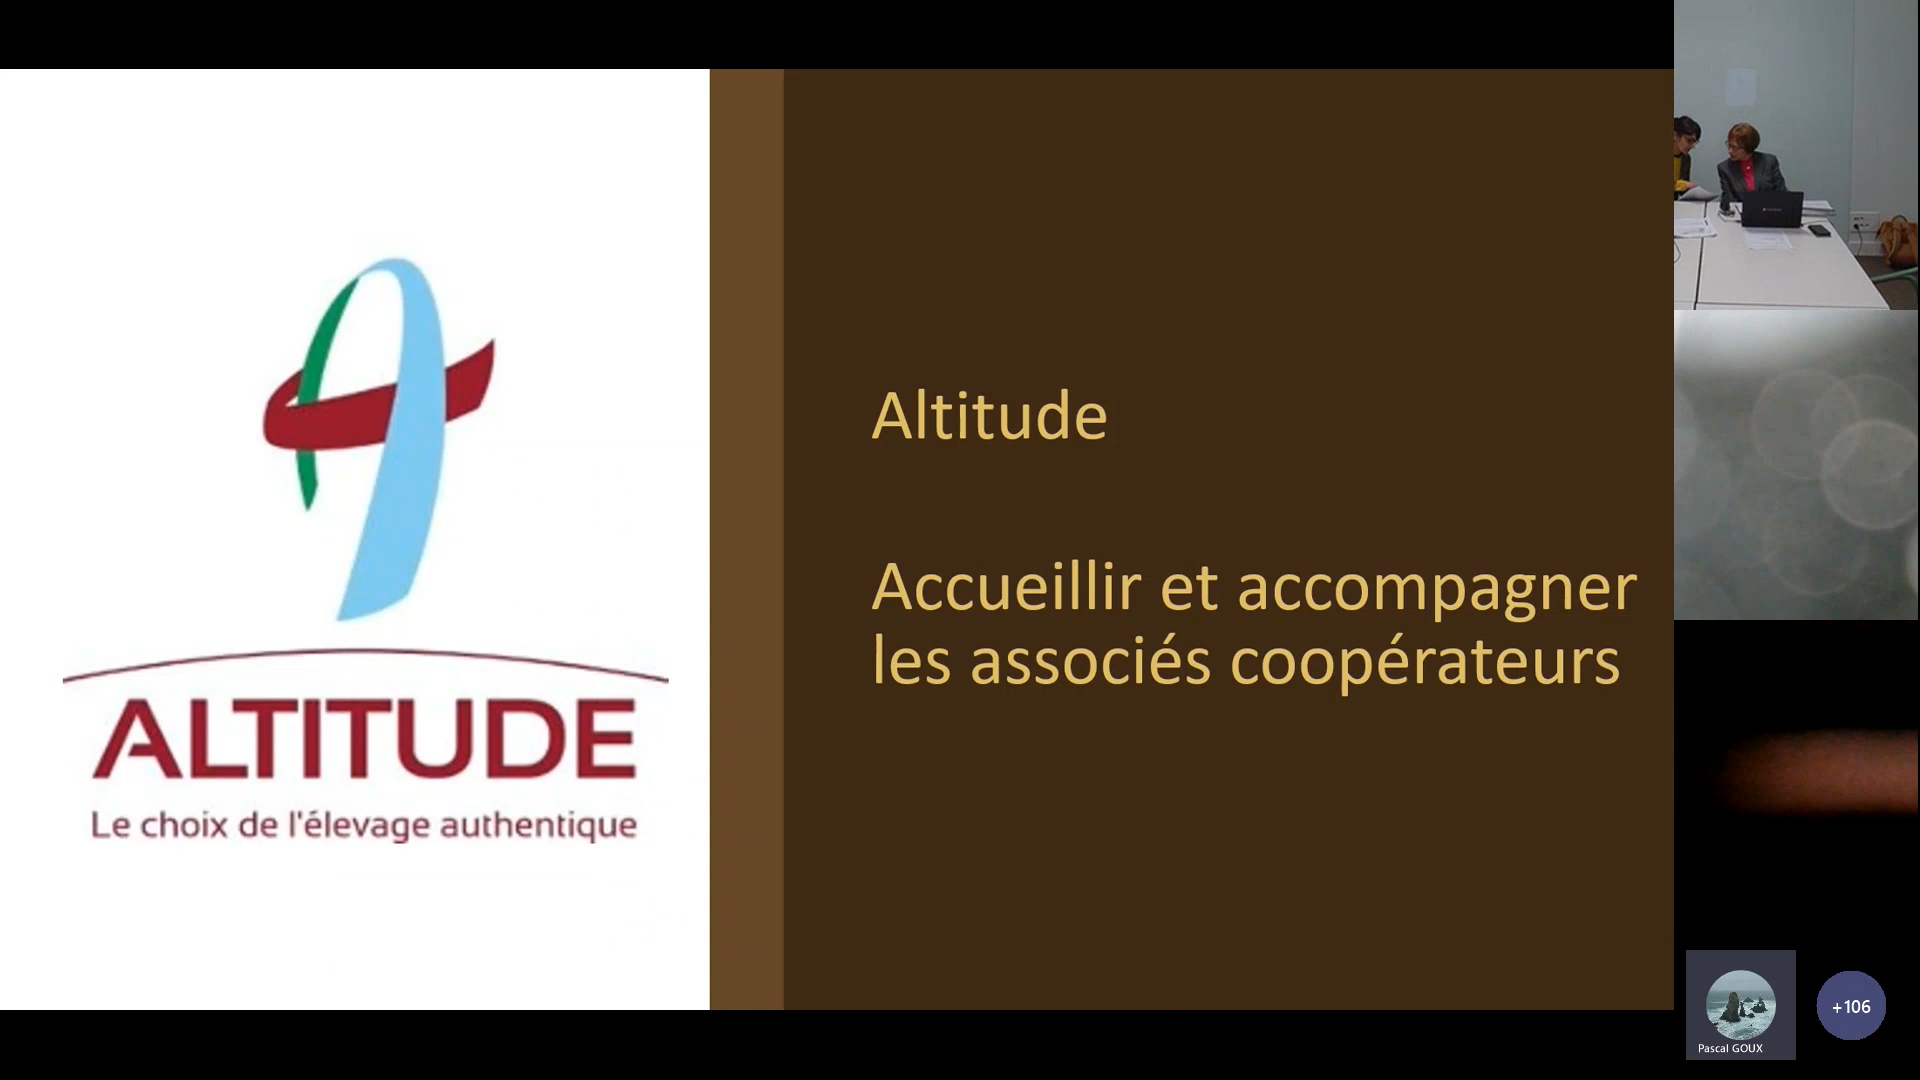 ALTITUDE
Le choix de l'élevage authentique
Altitude
Accueillir et accompagner
les associés coopérateurs
Pascal GOUX
+106